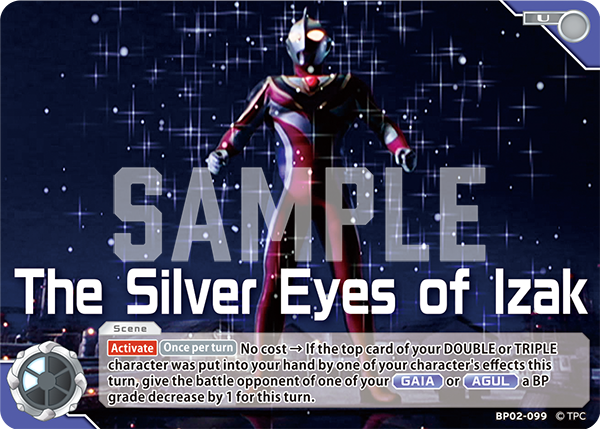 U
SAMPLE
The Silver Eyes of Izak
Scene
Activate Once per turn No cost → If the top card of your DOUBLE or TRIPLE
character was put into your hand by one of your character's effects this
turn, give the battle opponent of one of your GAIA or AGUL a BP
grade decrease by 1 for this turn.
BP02-099 © TPC